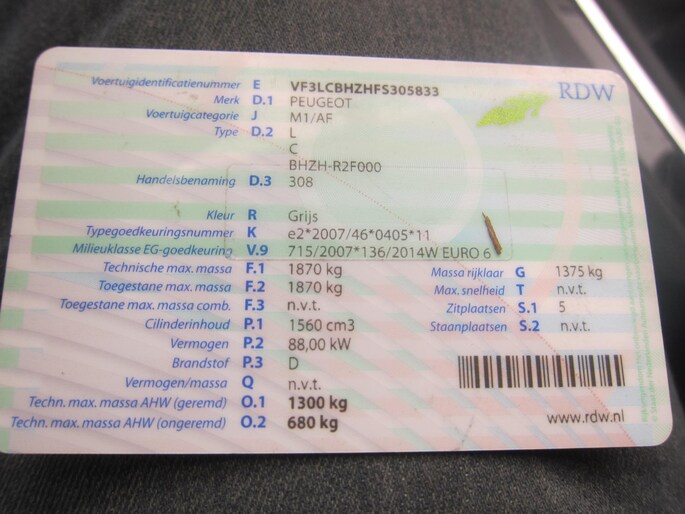 Voertuigidentificatienummer E VF3LCBHZHFS305833
RDW
Merk D.1 PEUGEOT
Voertuigcategorie J M1/AF
Type D.2 L
C
BHZH-R2F000
Handelsbenaming D.3 308
Kleur R Grijs
Typegoedkeuringsnummer K e2*2007/46*0405*11
Milieuklasse EG-goedkeuring V.9 715/2007*136/2014W EURO 6
Technische max. massa F.1 1870 kg
Massa rijklaar G 1375 kg
Toegestane max. massa F.2 1870 kg
Max. snelheid T n.v.t.
Toegestane max. massa comb. F.3 n.v.t.
Zitplaatsen S.1 5
Cilinderinhoud P.1 1560 cm3
Staanplaatsen S.2 n.v.t.
Vermogen P.2 88,00 kW
Brandstof P.3 D
Vermogen/massa Q n.v.t.
Techn. max. massa AHW (geremd) O.1 1300 kg
Techn. max. massa AHW (ongeremd) O.2 680 kg
www.rdw.nl